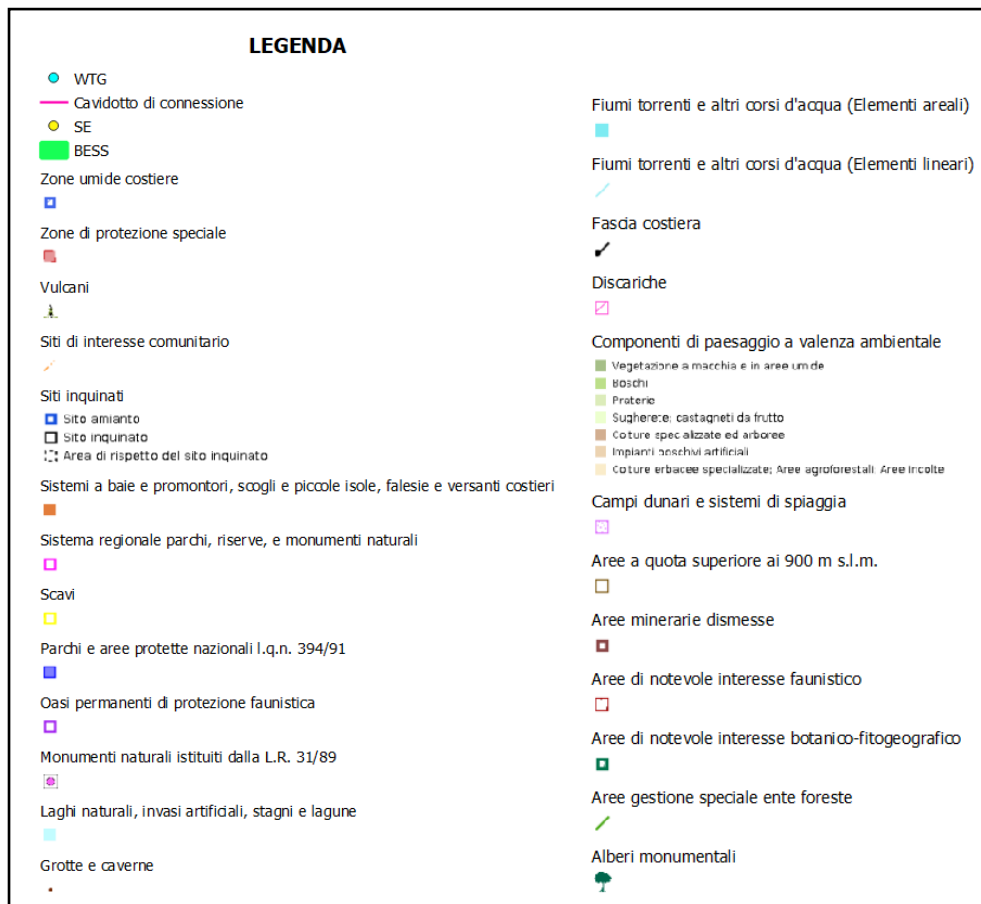 LEGENDA
WTG
Cavidotto di connessione
SE
BESS
Zone umide costiere
Zone di protezione speciale
Vulcani
Siti di interesse comunitario
Siti inquinati
Sito amianto
Sito inquinato
Area di rispetto del sito inquinato
Sistemi a baie e promontori, scogli e piccole isole, falesie e versanti costieri
Sistema regionale parchi, riserve, e monumenti naturali
Scavi
Parchi e aree protette nazionali l.q.n. 394/91
Oasi permanenti di protezione faunistica
Monumenti naturali istituiti dalla L.R. 31/89
Laghi naturali, invasi artificiali, stagni e lagune
Grotte e caverne
Fiumi torrenti e altri corsi d'acqua (Elementi areali)
Fiumi torrenti e altri corsi d'acqua (Elementi lineari)
Fascia costiera
Discariche
Componenti di paesaggio a valenza ambientale
Vegetazione a macchia e in aree umide
Boschi
Praterie
Sugherete; castagneti da frutto
Colture specializzate ed arboree
Impianti boschivi artificiali
Colture erbacee specializzate; Aree agroforestali; Aree incolte
Campi dunari e sistemi di spiaggia
Aree a quota superiore ai 900 m s.l.m.
Aree minerarie dismesse
Aree di notevole interesse faunistico
Aree di notevole interesse botanico-fitogeografico
Aree gestione speciale ente foreste
Alberi monumentali